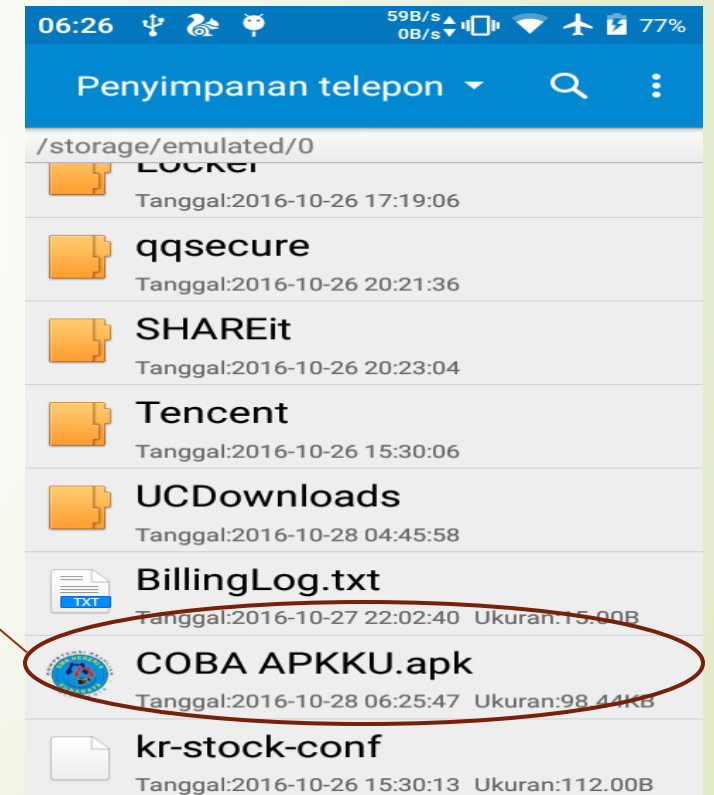 06:26 59B/s 0B/s 77%
Penyimpanan telepon
/storage/emulated/0
Locker
Tanggal:2016-10-26 17:19:06
qqsecure
Tanggal:2016-10-26 20:21:36
SHAREit
Tanggal:2016-10-26 20:23:04
Tencent
Tanggal:2016-10-26 15:30:06
UCDownloads
Tanggal:2016-10-28 04:45:58
BillingLog.txt
TXT
Tanggal:2016-10-27 22:02:40 Ukuran:15.00B
COBA APKKU.apk
Tanggal:2016-10-28 06:25:47 Ukuran:98.44KB
kr-stock-conf
Tanggal:2016-10-26 15:30:13 Ukuran:112.00B